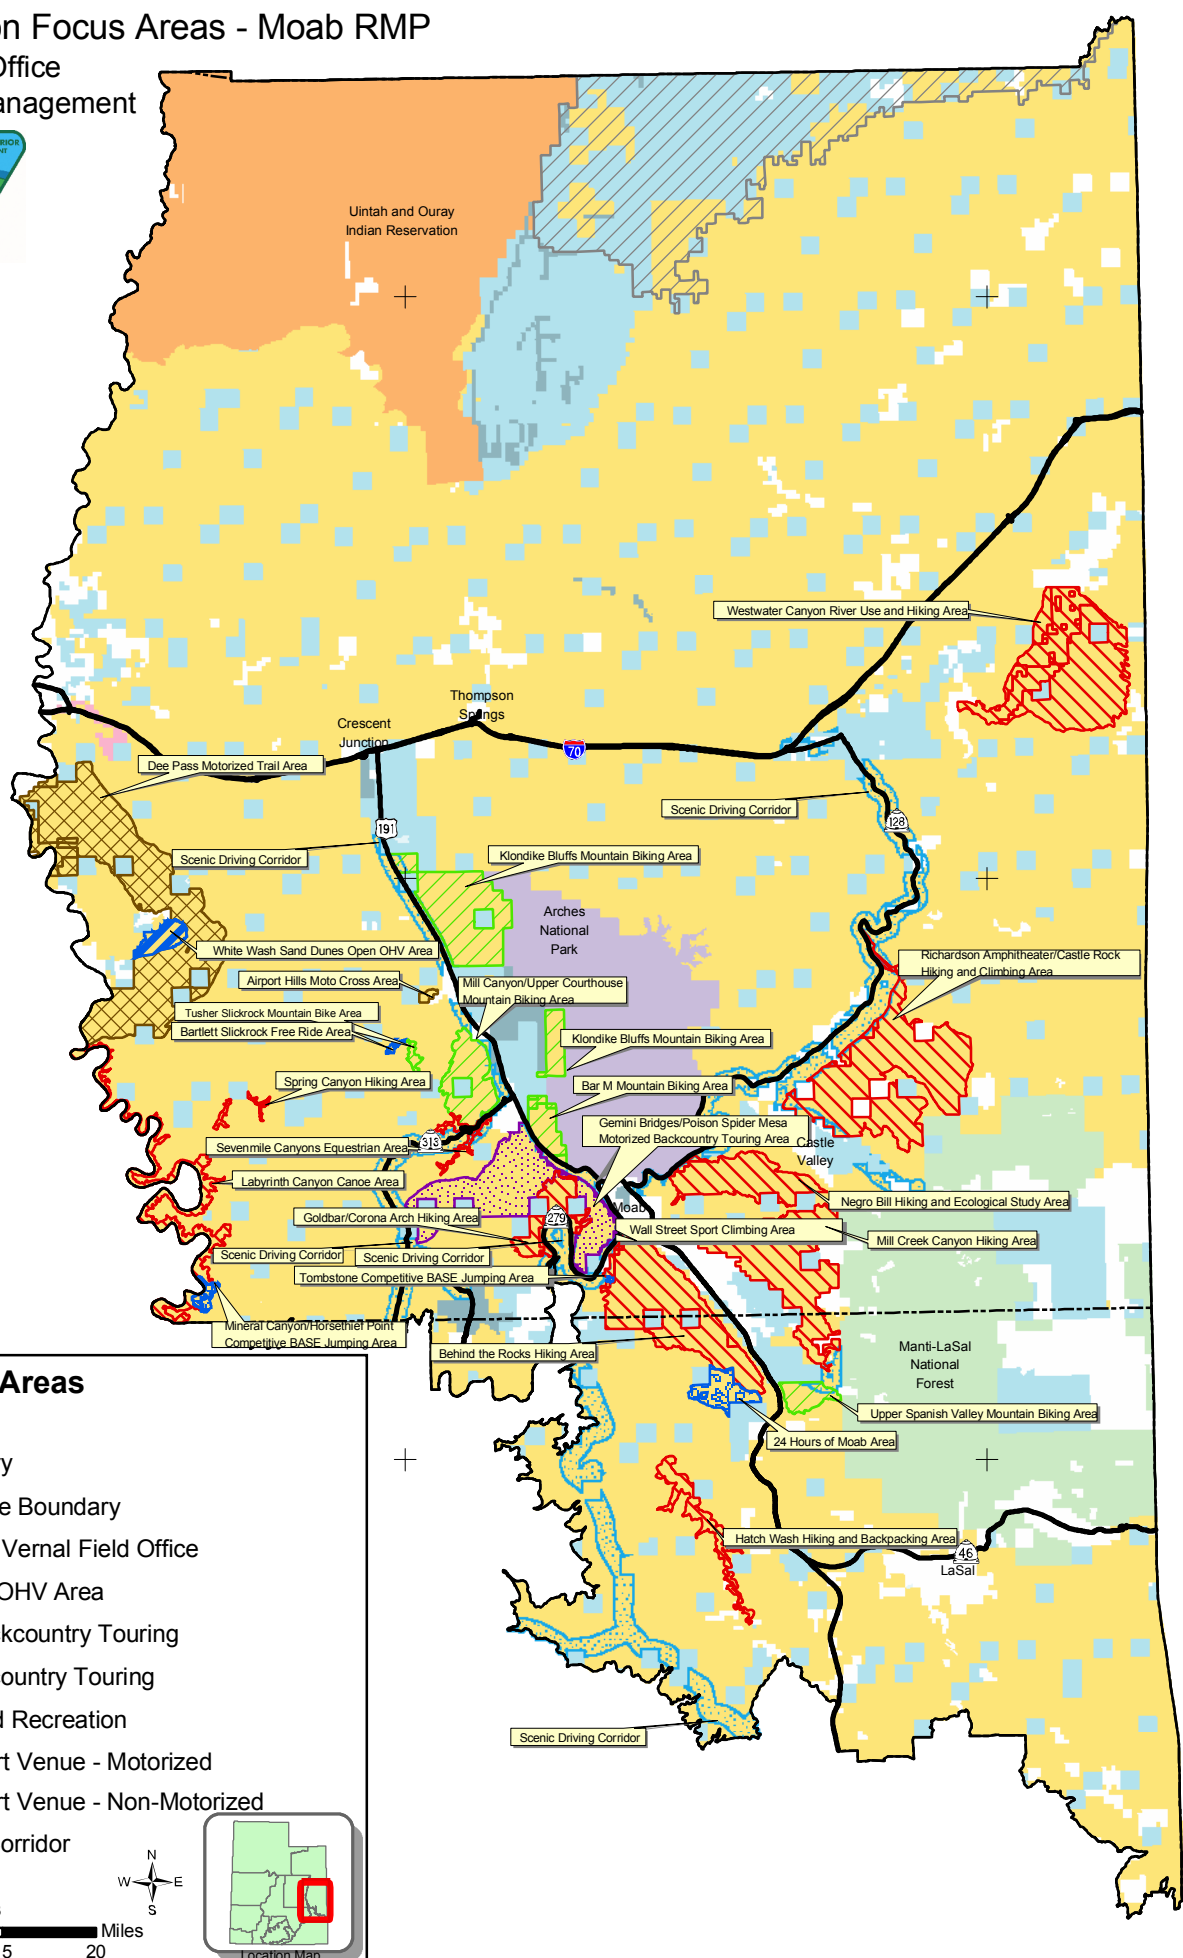 on Focus Areas - Moab RMP
Office
anagement
RIOR
NT
Uintah and Ouray
Indian Reservation
Westwater Canyon River Use and Hiking Area
Thompson
Springs
Crescent
Junction
70
Dee Pass Motorized Trail Area
Scenic Driving Corridor
128
191
Scenic Driving Corridor
Klondike Bluffs Mountain Biking Area
Arches
National
Park
White Wash Sand Dunes Open OHV Area
Richardson Amphitheater/Castle Rock
Hiking and Climbing Area
Airport Hills Moto Cross Area
Mill Canyon/Upper Courthouse
Mountain Biking Area
Tusher Slickrock Mountain Bike Area
Bartlett Slickrock Free Ride Area
Klondike Bluffs Mountain Biking Area
Spring Canyon Hiking Area
Bar M Mountain Biking Area
Gemini Bridges/Poison Spider Mesa
Motorized Backcountry Touring Area
313
Sevenmile Canyons Equestrian Area
Castle
Valley
Labyrinth Canyon Canoe Area
Negro Bill Hiking and Ecological Study Area
Moab
Goldbar/Corona Arch Hiking Area
279
Wall Street Sport Climbing Area
Mill Creek Canyon Hiking Area
Scenic Driving Corridor
Scenic Driving Corridor
Tombstone Competitive BASE Jumping Area
Mineral Canyon/Horsethief Point
Competitive BASE Jumping Area
Behind the Rocks Hiking Area
Manti-LaSal
National
Forest
Upper Spanish Valley Mountain Biking Area
24 Hours of Moab Area
Hatch Wash Hiking and Backpacking Area
46
LaSal
Scenic Driving Corridor
Areas
y
e Boundary
Vernal Field Office
OHV Area
ckcountry Touring
country Touring
d Recreation
rt Venue - Motorized
rt Venue - Non-Motorized
orridor
N
W
E
S
Miles
5
20
Location Map